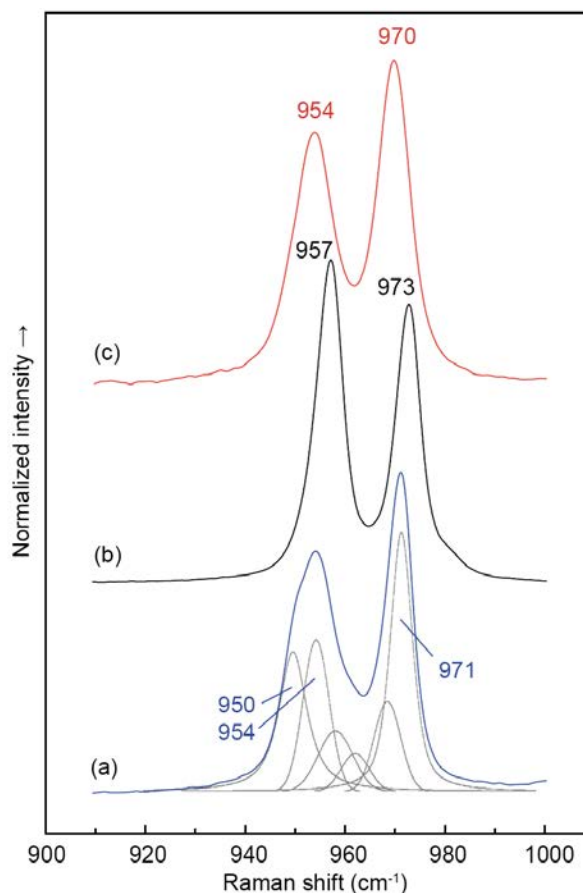 970
954
957
973
(c)
(b)
971
950
954
(a)
Normalized intensity →
900 920 940 960 980 1000
Raman shift (cm⁻¹)